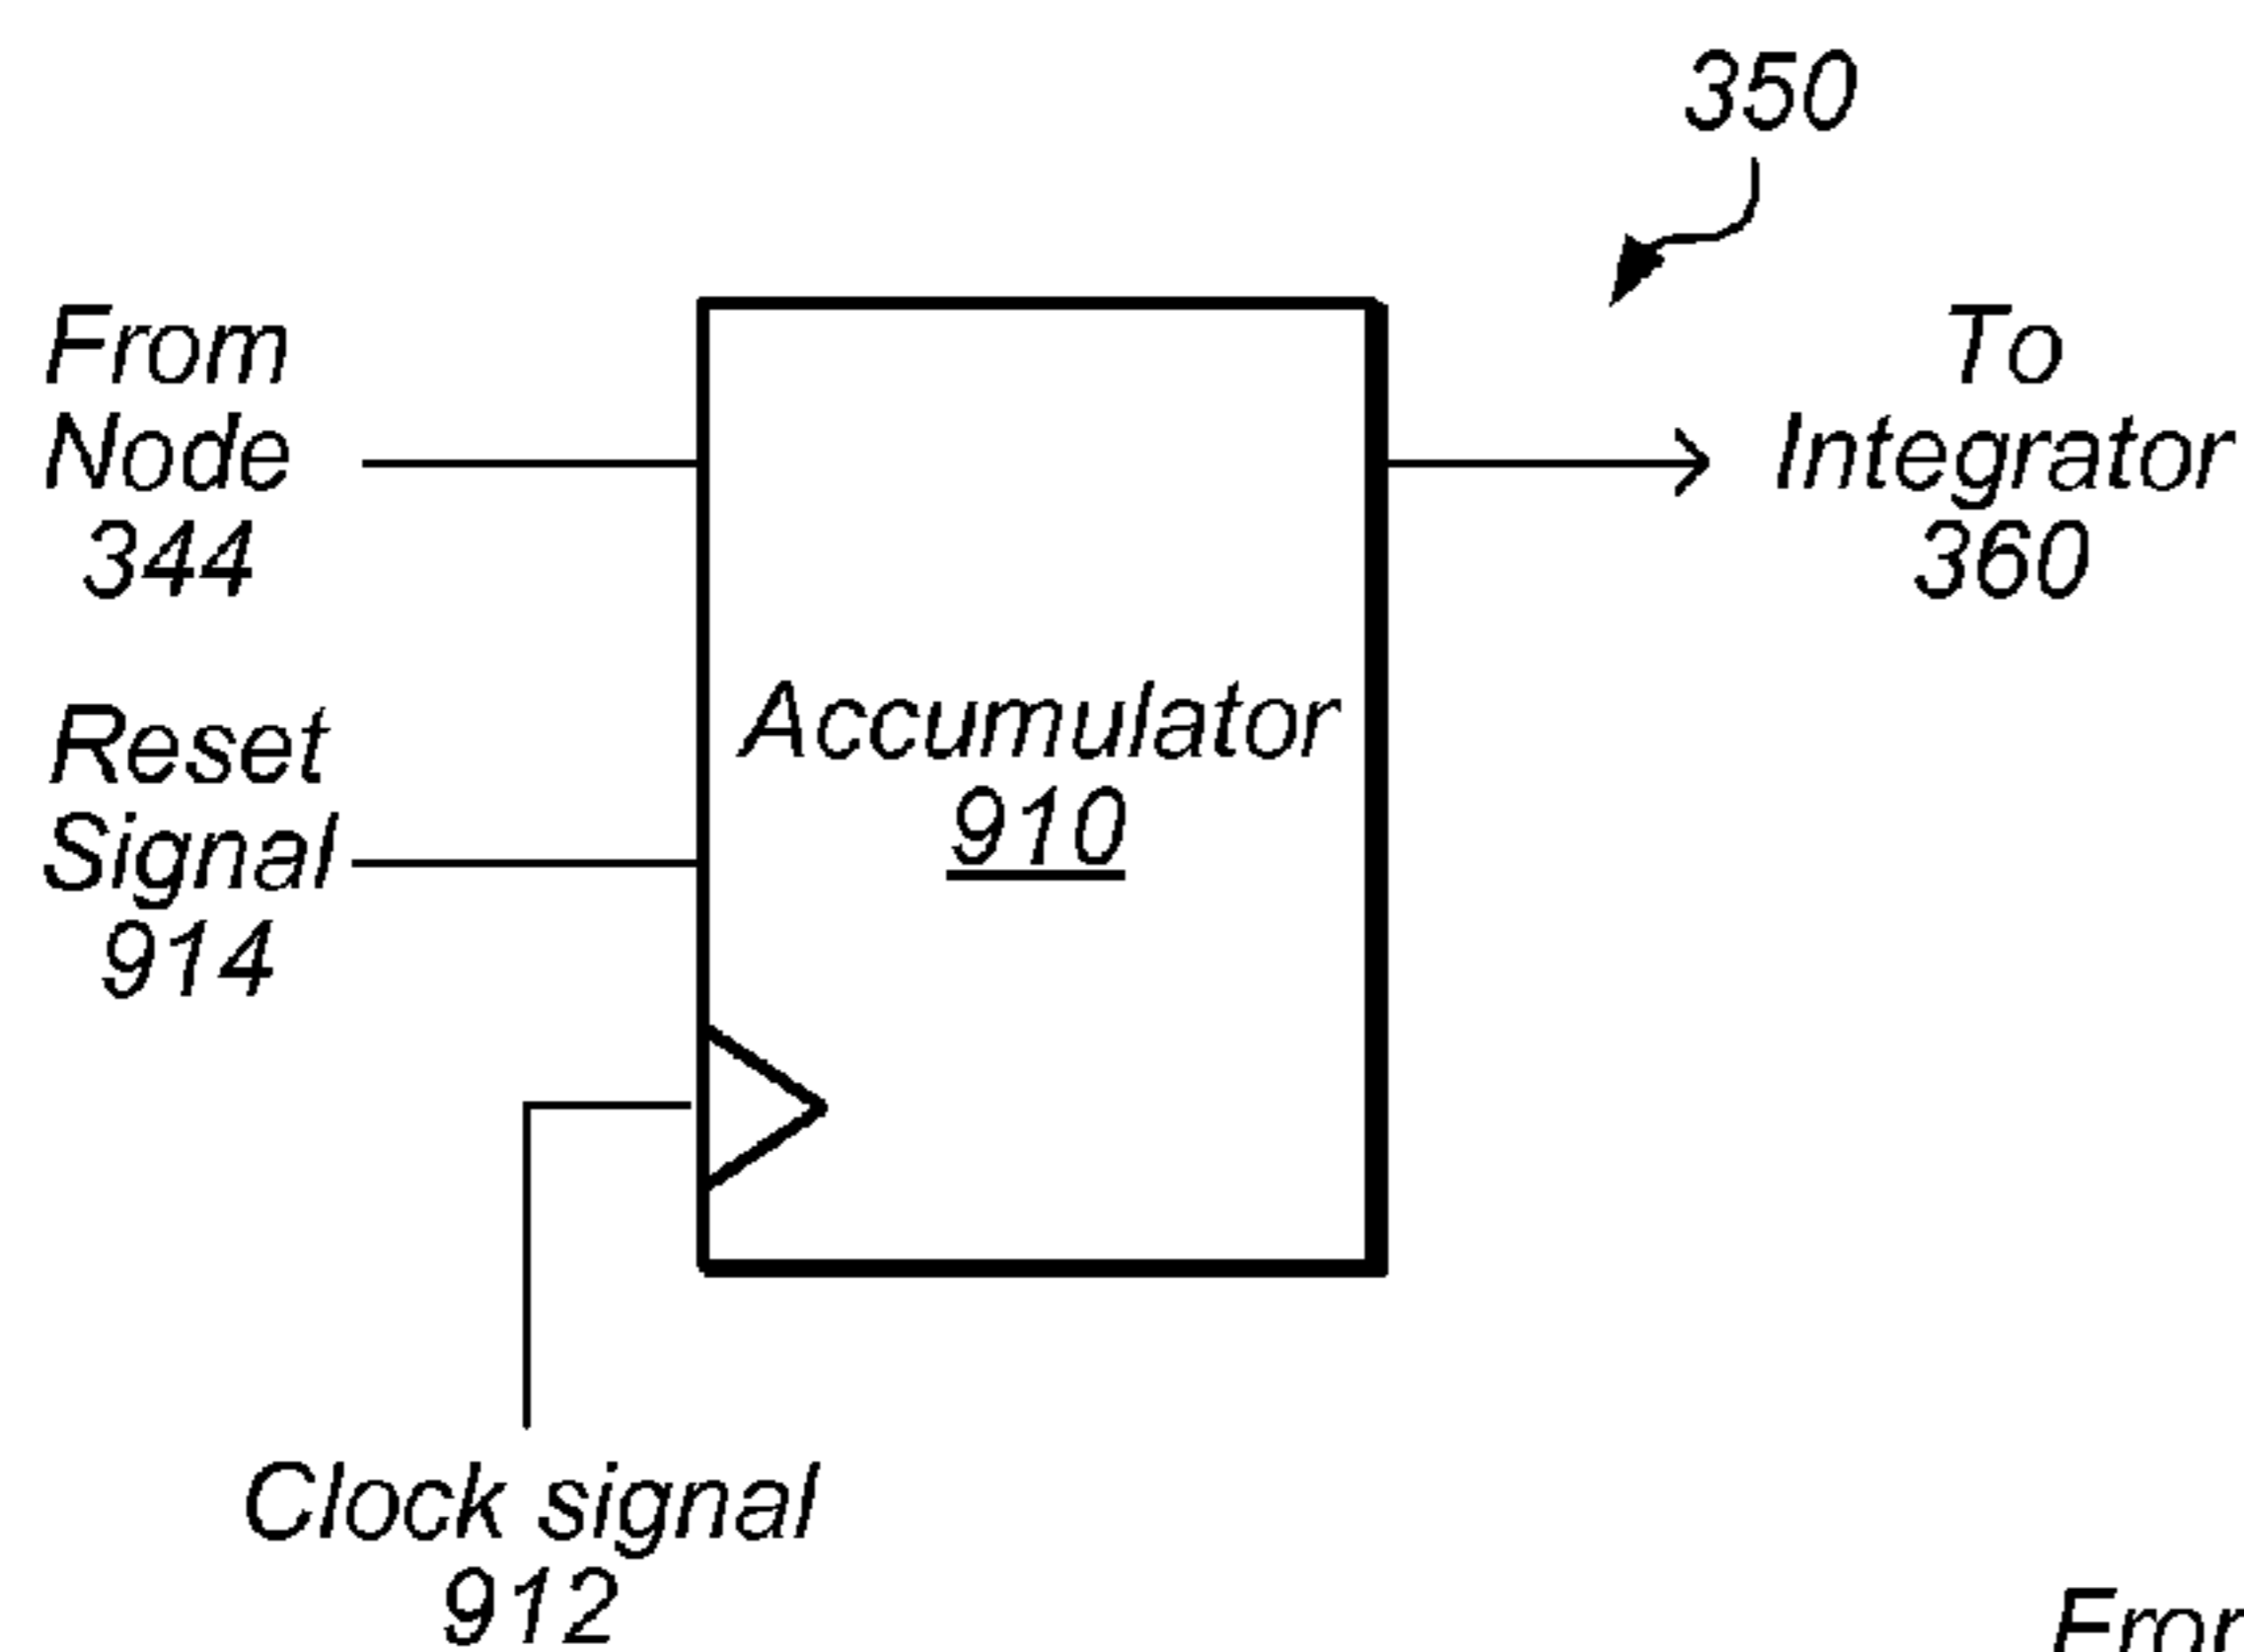 350
From
Node
344
To
Integrator
360
Reset
Signal
914
Accumulator
910
Clock signal
912